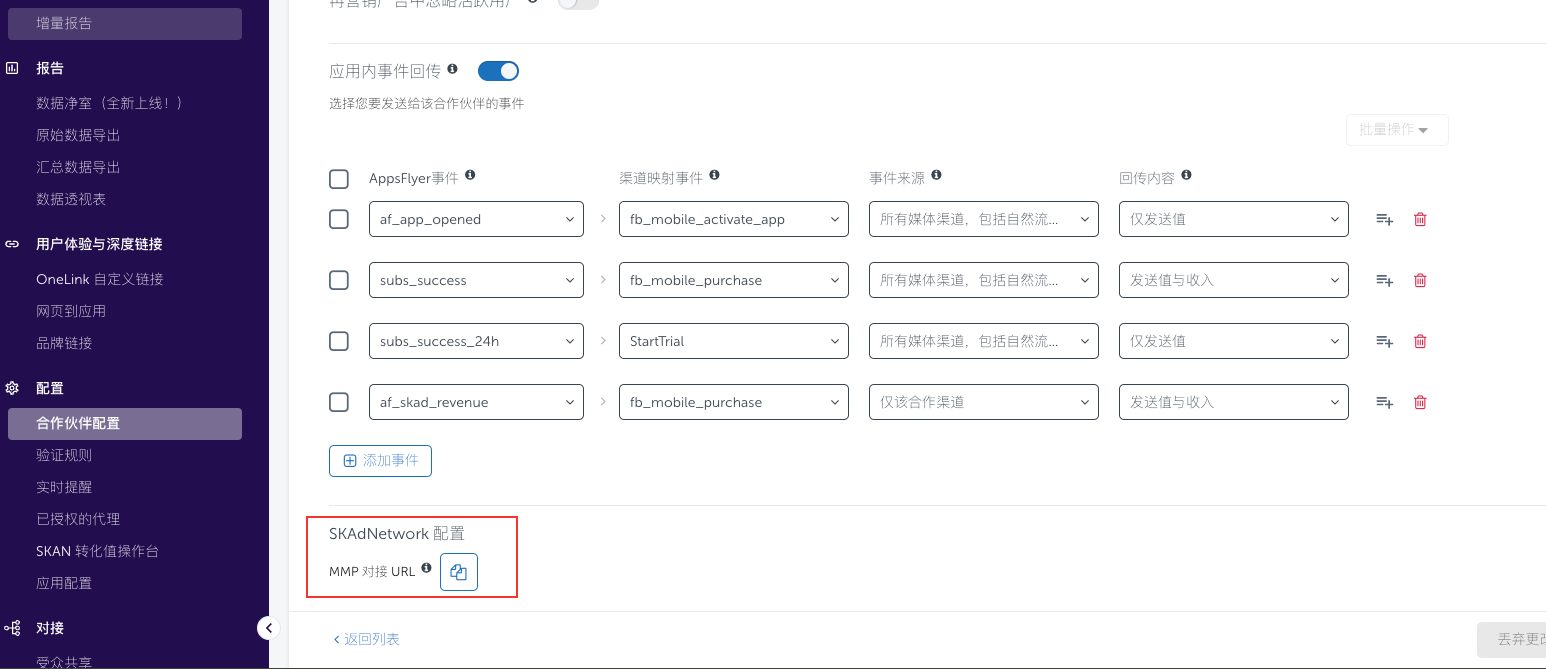 增量报告
报告
数据净室（全新上线！）
原始数据导出
汇总数据导出
数据透视表
用户体验与深度链接
OneLink 自定义链接
网页到应用
品牌链接
配置
合作伙伴配置
验证规则
实时提醒
已授权的代理
SKAN 转化值操作台
应用配置
对接
受众共享
再营销广告中忽略活跃用户
应用内事件回传
选择您要发送给该合作伙伴的事件
批量操作
AppsFlyer事件 渠道映射事件 事件来源 回传内容
af_app_opened fb_mobile_activate_app 所有媒体渠道，包括自然流... 仅发送值
subs_success fb_mobile_purchase 所有媒体渠道，包括自然流... 发送值与收入
subs_success_24h StartTrial 所有媒体渠道，包括自然流... 仅发送值
af_skad_revenue fb_mobile_purchase 仅该合作渠道 发送值与收入
添加事件
SKAdNetwork 配置
MMP 对接 URL
返回列表
丢弃更改